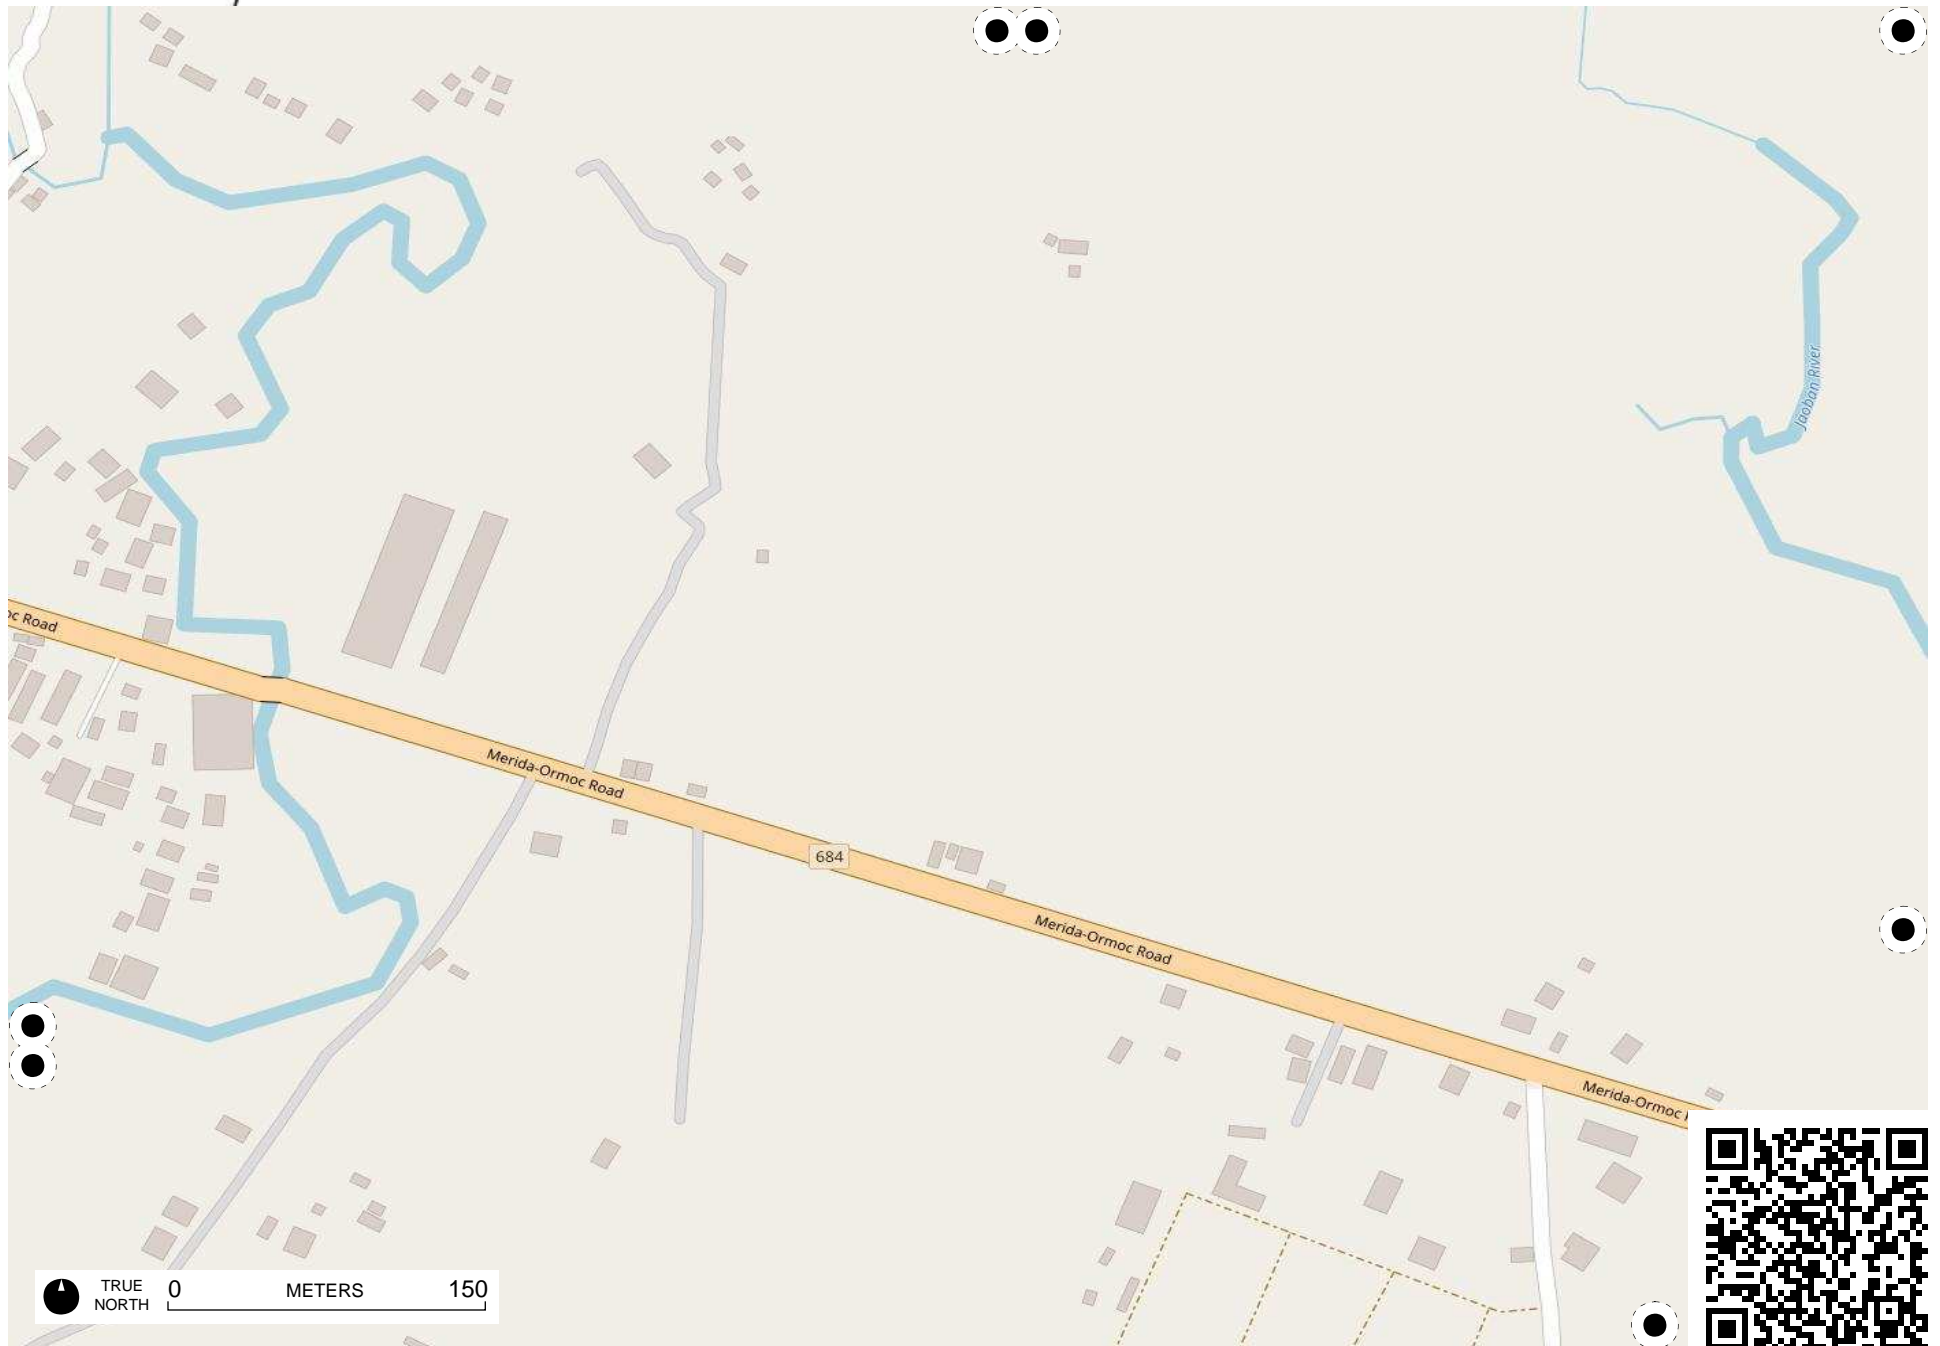 Jaoban River
oc Road
Merida-Ormoc Road
684
Merida-Ormoc Road
Merida-Ormoc R
TRUE
NORTH
0 METERS 150